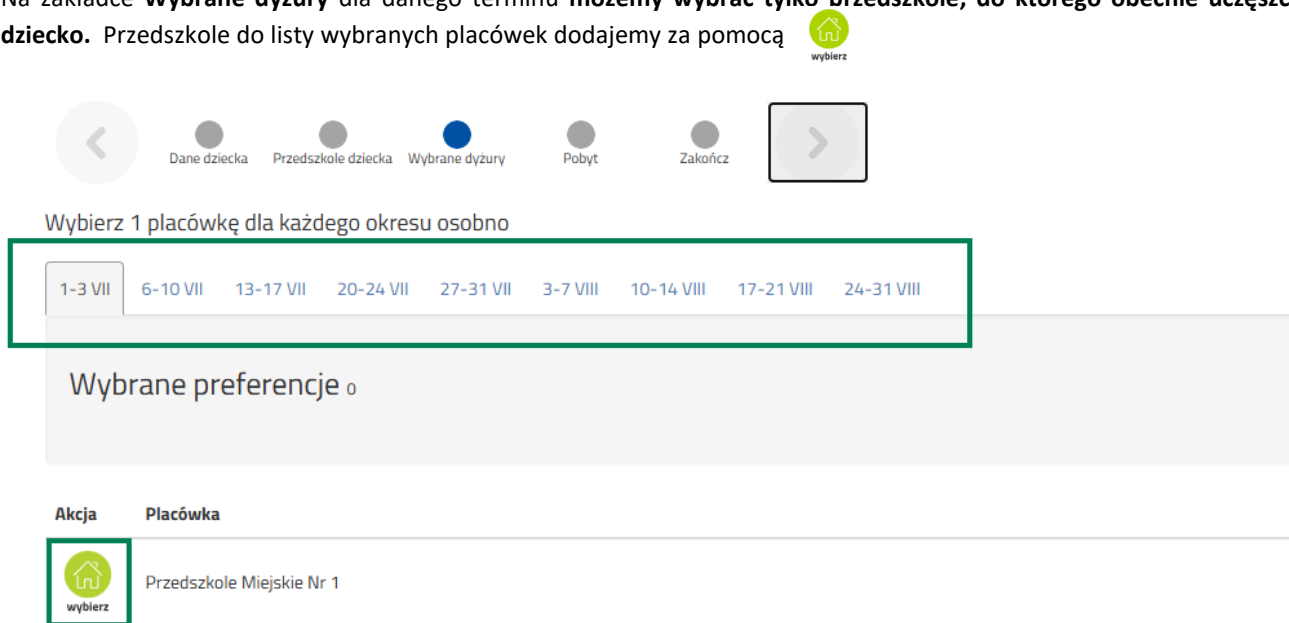 Na zakładce Wybrane dyżury dla danego terminu możemy wybrać tylko przedszkole, do którego obecnie
dziecko. Przedszkole do listy wybranych placówek dodajemy za pomocą wybierz
Dane dziecka Przedszkole dziecka Wybrane dyżury Pobyt Zakończ
Wybierz 1 placówkę dla każdego okresu osobno
1-3 VII 6-10 VII 13-17 VII 20-24 VII 27-31 VII 3-7 VIII 10-14 VIII 17-21 VIII 24-31 VIII
Wybrane preferencje 0
Akcja Placówka
wybierz Przedszkole Miejskie Nr 1